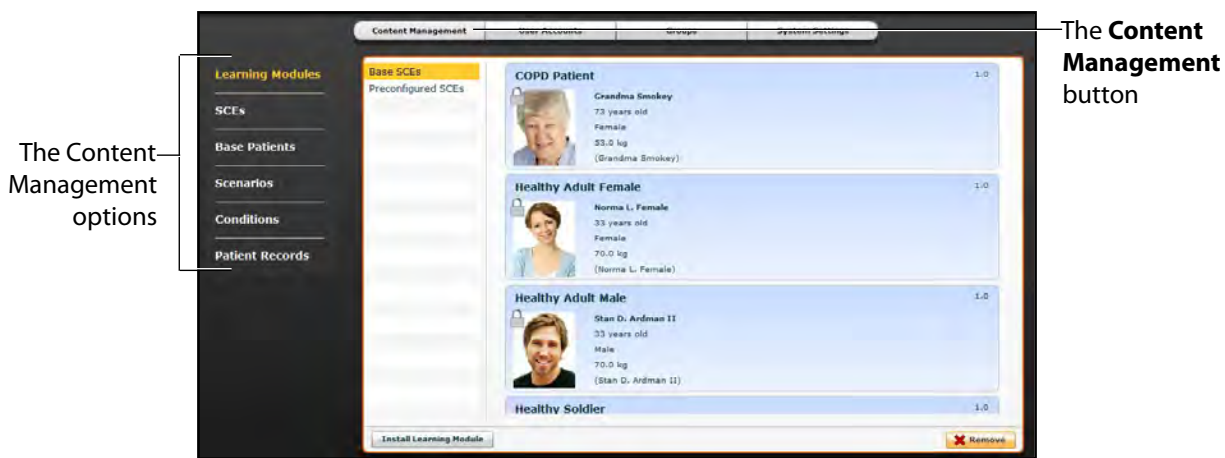 Content Management
User Accounts
Groups
System Settings
The Content
Management
button
The Content
Management
options
Learning Modules
SCEs
Base Patients
Scenarios
Conditions
Patient Records
Base SCEs
Preconfigured SCEs
COPD Patient 1.0
Grandma Smokey
73 years old
Female
53.0 kg
(Grandma Smokey)
Healthy Adult Female 1.0
Norma L. Female
33 years old
Female
70.0 kg
(Norma L. Female)
Healthy Adult Male 1.0
Stan D. Ardman II
33 years old
Male
70.0 kg
(Stan D. Ardman II)
Healthy Soldier 1.0
Install Learning Module
Remove